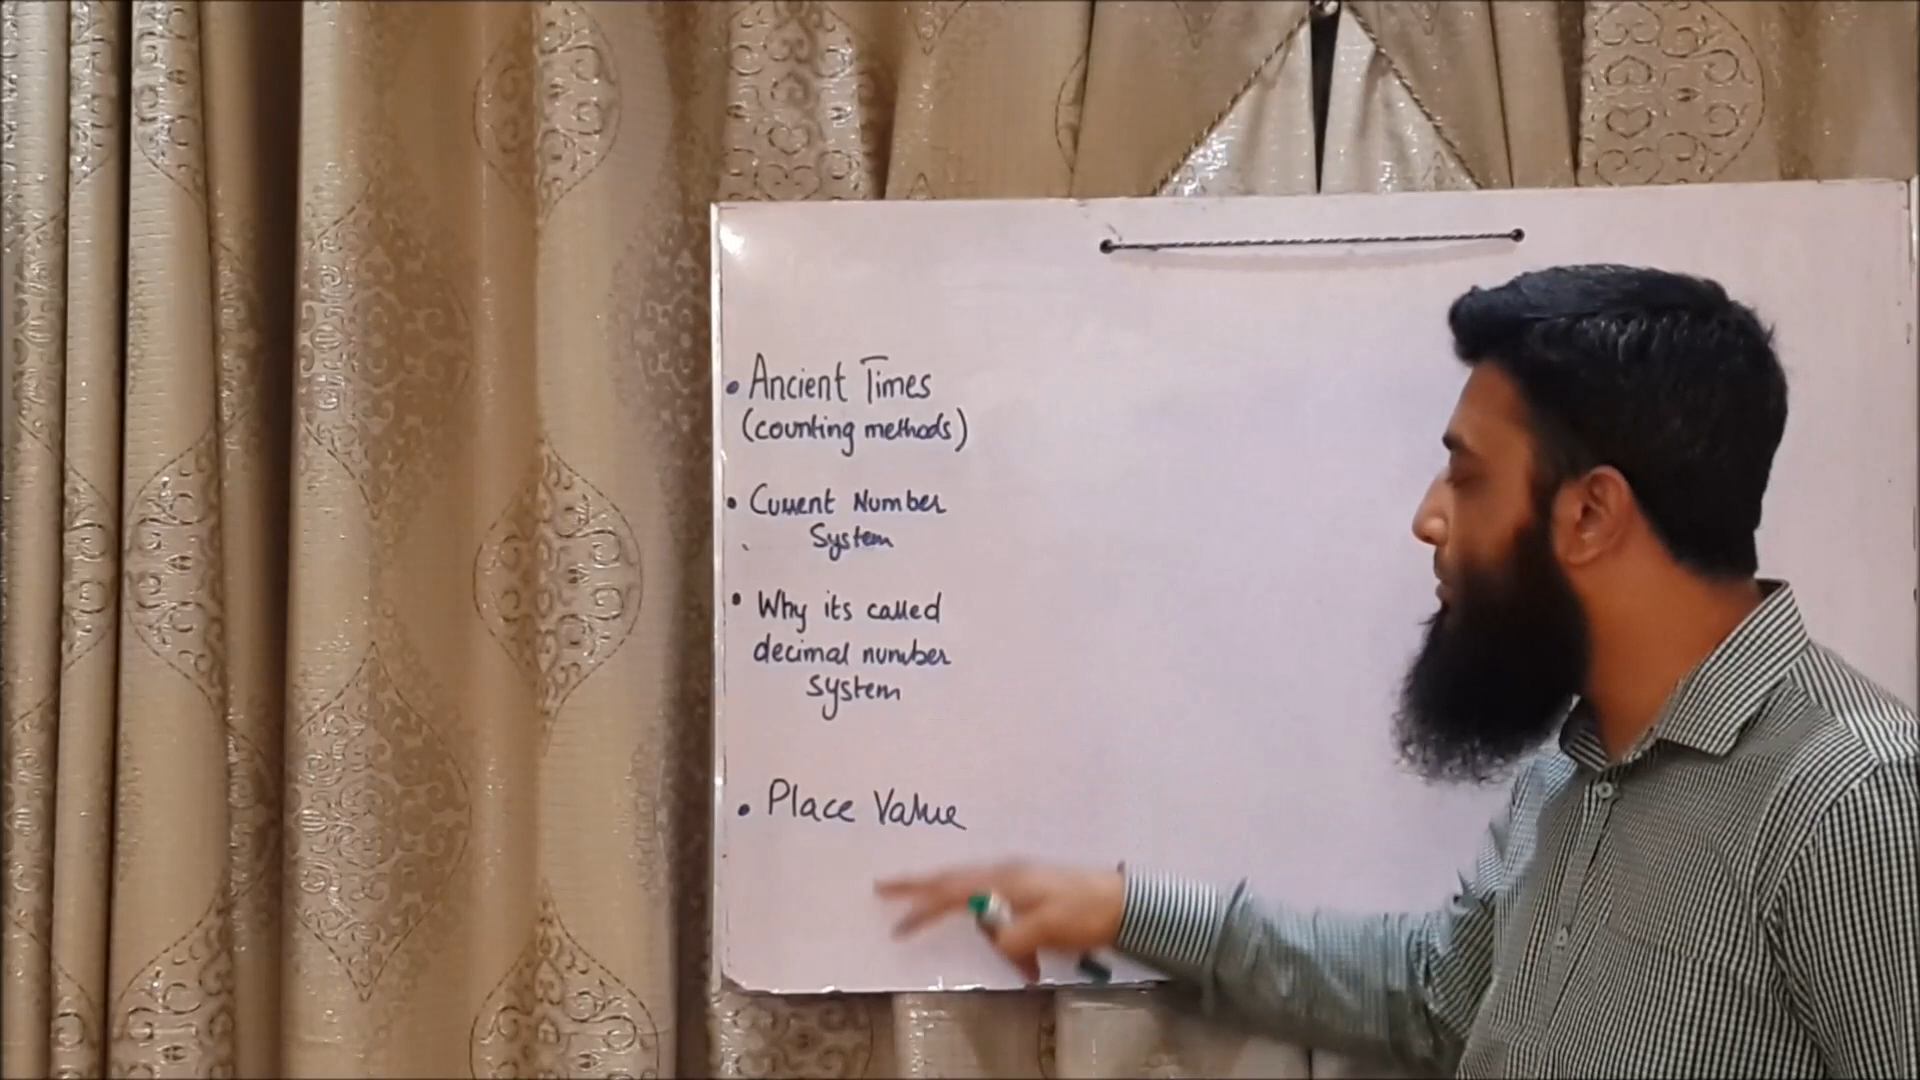 • Ancient Times
(counting methods)
• Current Number
System
• Why its called
decimal number
system
• Place Value